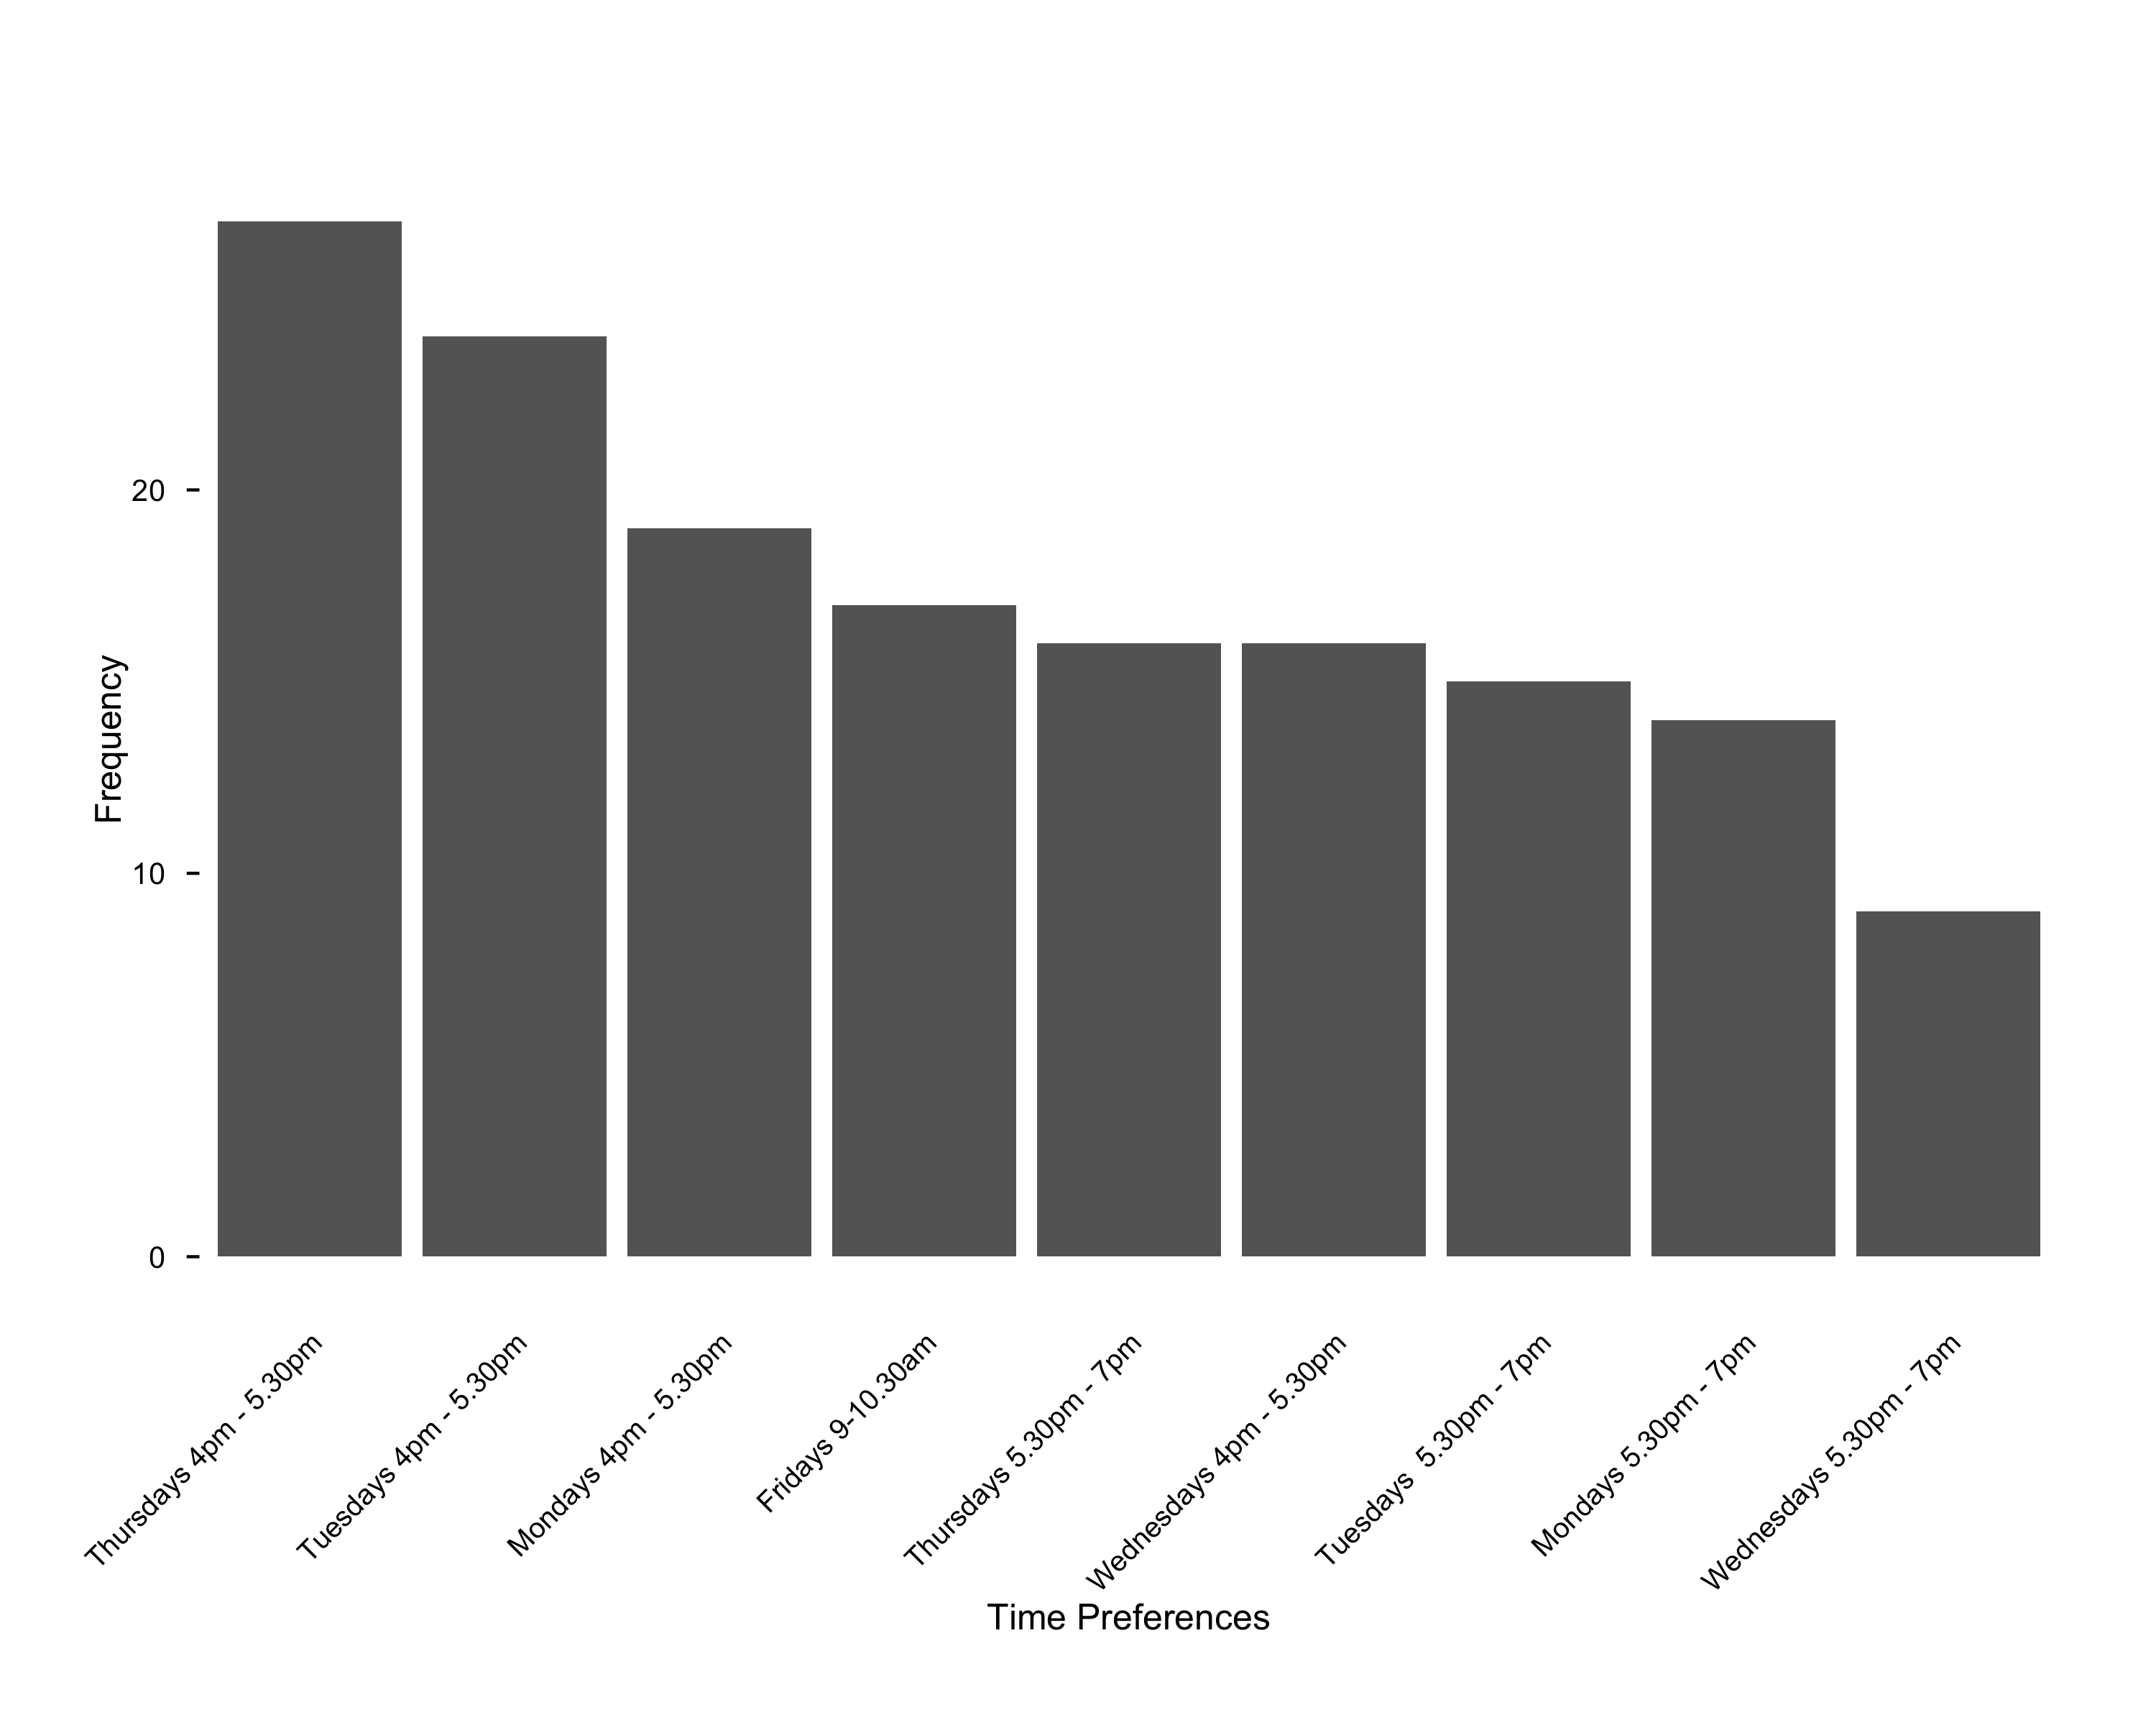 Frequency
20
10
0
Thursdays 4pm - 5.30pm
Tuesdays 4pm - 5.30pm
Mondays 4pm - 5.30pm
Fridays 9-10.30am
Thursdays 5.30pm - 7pm
Wednesdays 4pm - 5.30pm
Tuesdays  5.30pm - 7pm
Mondays 5.30pm - 7pm
Wednesdays 5.30pm - 7pm
Time Preferences